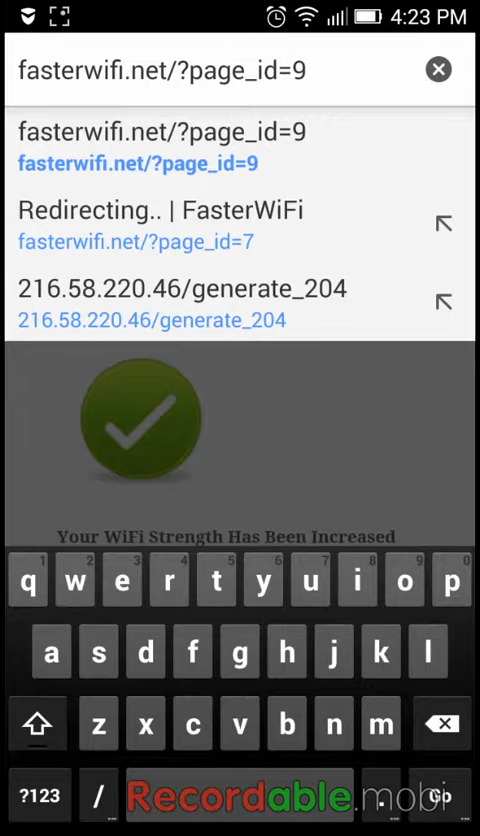 4:23 PM
fasterwifi.net/?page_id=9
fasterwifi.net/?page_id=9
fasterwifi.net/?page_id=9
Redirecting.. | FasterWiFi
fasterwifi.net/?page_id=7
216.58.220.46/generate_204
216.58.220.46/generate_204
Your WiFi Strength Has Been Increased
1 2 3 4 5 6 7 8 9 0
q w e r t y u i o p
a s d f g h j k l
z x c v b n m
?123 / ... Recordable.mobi . ... Go